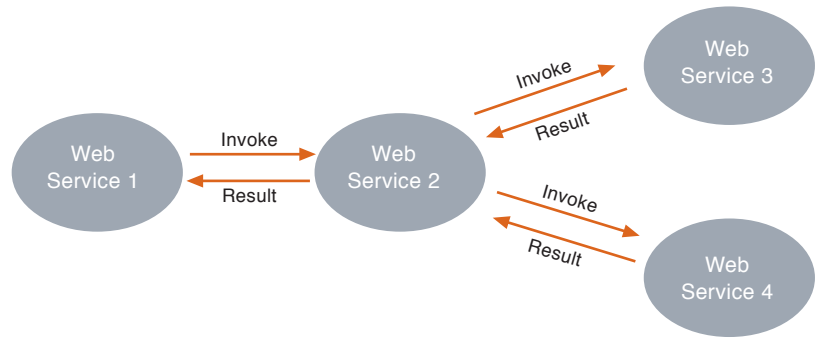 Web
Service 1
Invoke
Result
Web
Service 2
Invoke
Result
Web
Service 3
Invoke
Result
Web
Service 4